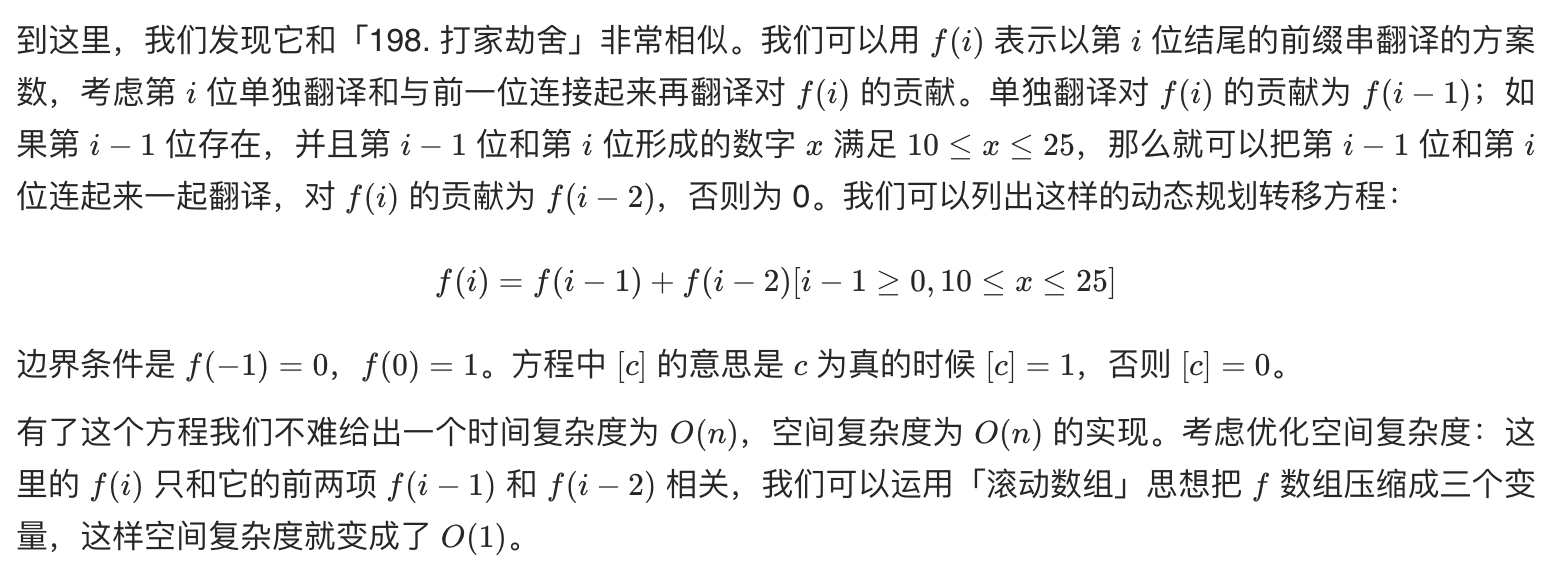 到这里，我们发现它和「198. 打家劫舍」非常相似。我们可以用 f(i) 表示以第 i 位结尾的前缀串翻译的方案
数，考虑第 i 位单独翻译和与前一位连接起来再翻译对 f(i) 的贡献。单独翻译对 f(i) 的贡献为 f(i − 1)；如
果第 i − 1 位存在，并且第 i − 1 位和第 i 位形成的数字 x 满足 10 ≤ x ≤ 25，那么就可以把第 i − 1 位和第 i
位连起来一起翻译，对 f(i) 的贡献为 f(i − 2)，否则为 0。我们可以列出这样的动态规划转移方程：
f(i) = f(i − 1) + f(i − 2)[i − 1 ≥ 0, 10 ≤ x ≤ 25]
边界条件是 f(−1) = 0，f(0) = 1。方程中 [c] 的意思是 c 为真的时候 [c] = 1，否则 [c] = 0。
有了这个方程我们不难给出一个时间复杂度为 O(n)，空间复杂度为 O(n) 的实现。考虑优化空间复杂度：这
里的 f(i) 只和它的前两项 f(i − 1) 和 f(i − 2) 相关，我们可以运用「滚动数组」思想把 f 数组压缩成三个变
量，这样空间复杂度就变成了 O(1)。